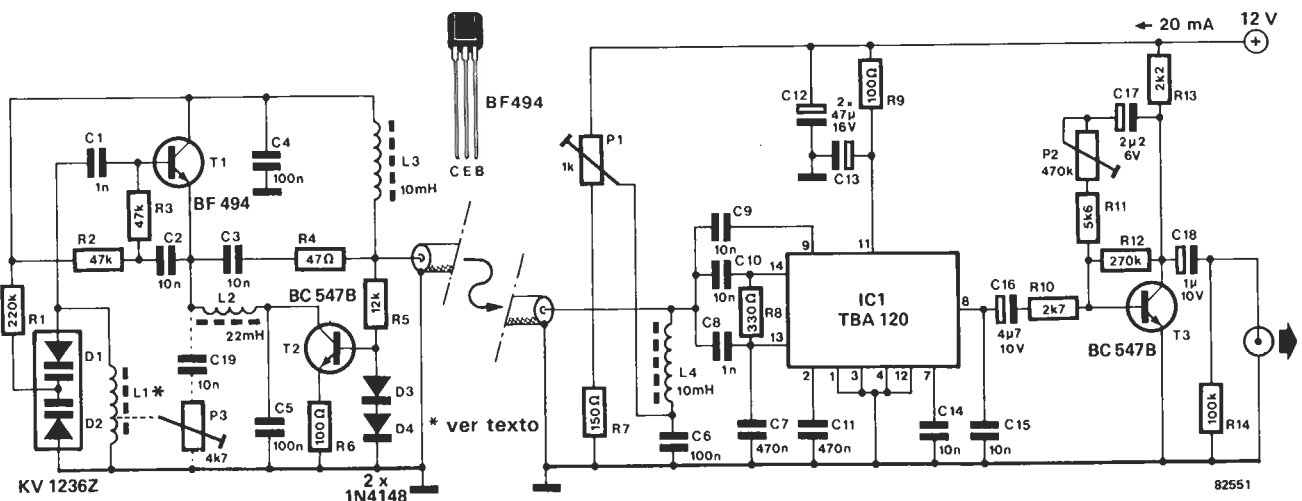 ← 20 mA
12 V
+
BF494
C E B
C1
1n
T1
BF 494
C4
100n
L3
10mH
R3
47k
R2
47k
C2
10n
C3
10n
R4
47Ω
R1
220k
L2
22mH
BC 547B
T2
R5
12k
D1
D2
L1*
C19
10n
P3
4k7
C5
100n
R6
100Ω
D3
D4
2 x
1N4148
* ver texto
KV 1236Z
P1
1k
R7
150Ω
C12
2x
47µ
16V
C13
R9
100Ω
C9
10n
C10
10n
C8
1n
R8
330Ω
L4
10mH
C6
100n
C7
470n
C11
470n
9
11
14
13
8
2
1
3
4
12
7
IC1
TBA 120
C14
10n
C15
10n
C16
4µ7
10V
R10
2k7
P2
470k
C17
2µ2
6V
R13
2k2
R11
5k6
R12
270k
C18
1µ
10V
T3
BC 547B
R14
100k
82551